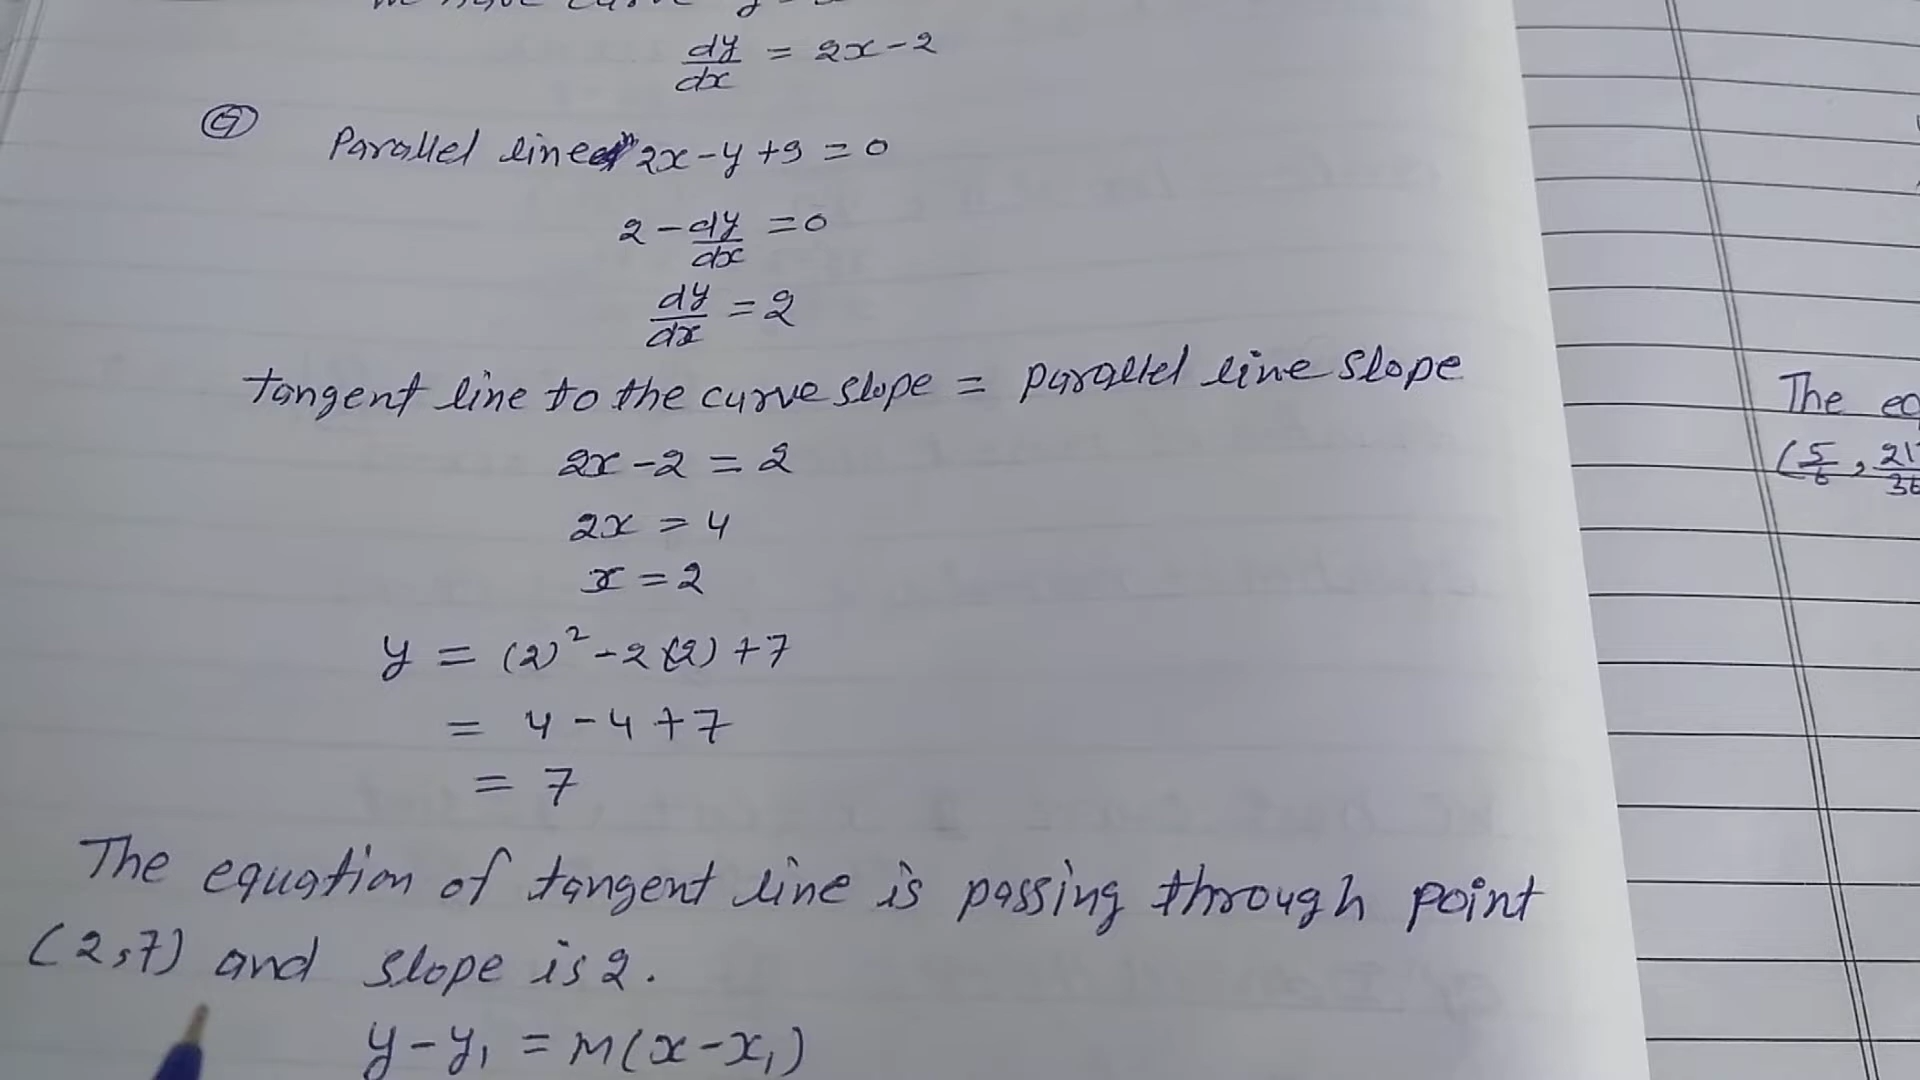 dy/dx = 2x-2
Parallel line 2x-y+9=0
2-dy/dx=0
dy/dx=2
Tangent line to the curve slope = parallel line slope
2x-2=2
2x=4
x=2
y=(2)²-2(2)+7
=4-4+7
=7
The equation of tangent line is passing through point
(2,7) and slope is 2.
y-y₁=m(x-x₁)
The
(5/6,